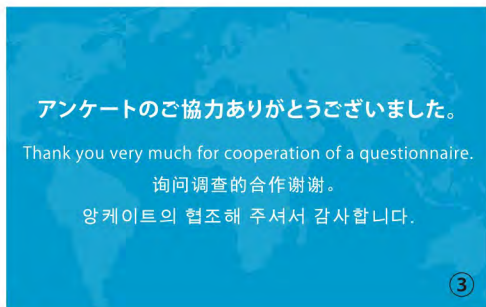 アンケートのご協力ありがとうございました。
Thank you very much for cooperation of a questionnaire.
询问调查的合作谢谢。
앙케이트의 협조해 주셔서 감사합니다.
③